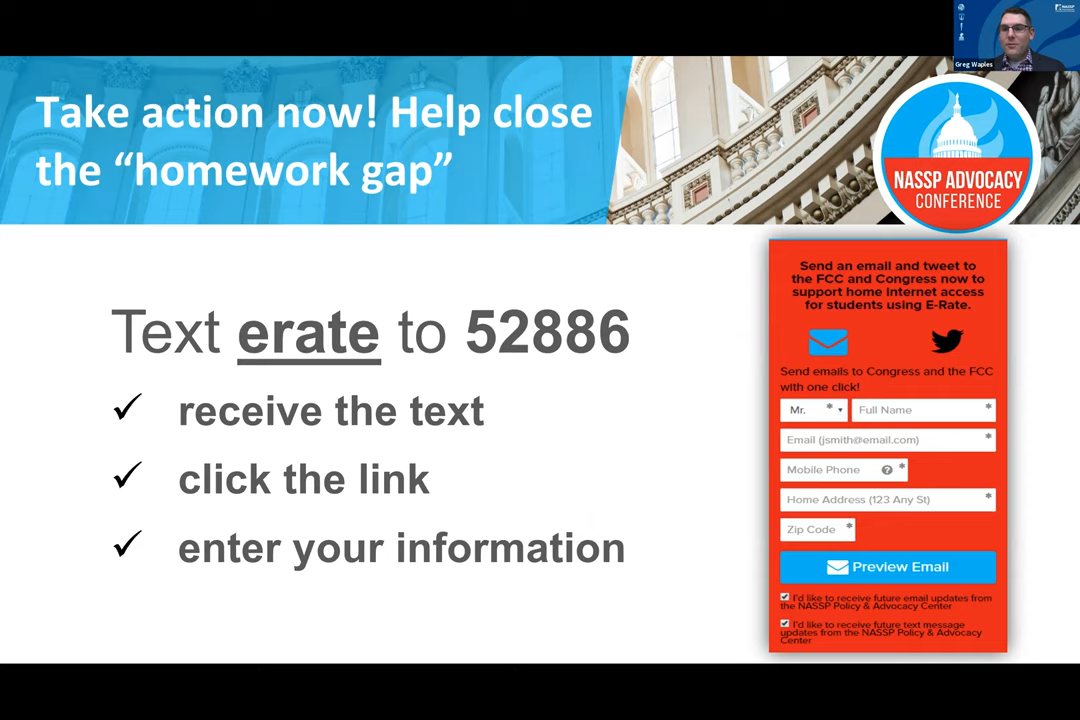 NASSP
Greg Waples
Take action now! Help close
the “homework gap”
NASSP ADVOCACY
CONFERENCE
Text erate to 52886
✓ receive the text
✓ click the link
✓ enter your information
Send an email and tweet to
the FCC and Congress now to
support home internet access
for students using E-Rate.
Send emails to Congress and the FCC
with one click!
Mr. * Full Name *
Email (jsmith@email.com) *
Mobile Phone ? *
Home Address (123 Any St) *
Zip Code *
Preview Email
I'd like to receive future email updates from
the NASSP Policy & Advocacy Center
I'd like to receive future text message
updates from the NASSP Policy & Advocacy
Center